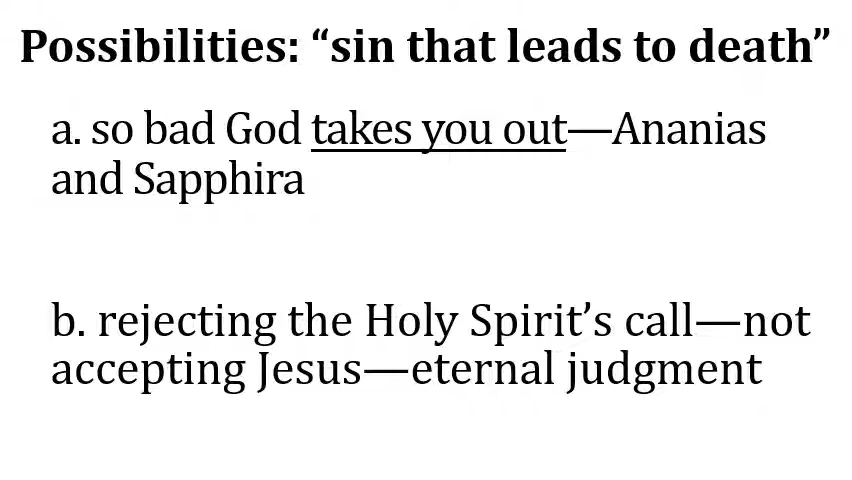 Possibilities: “sin that leads to death”
a. so bad God takes you out—Ananias
and Sapphira
b. rejecting the Holy Spirit’s call—not
accepting Jesus—eternal judgment